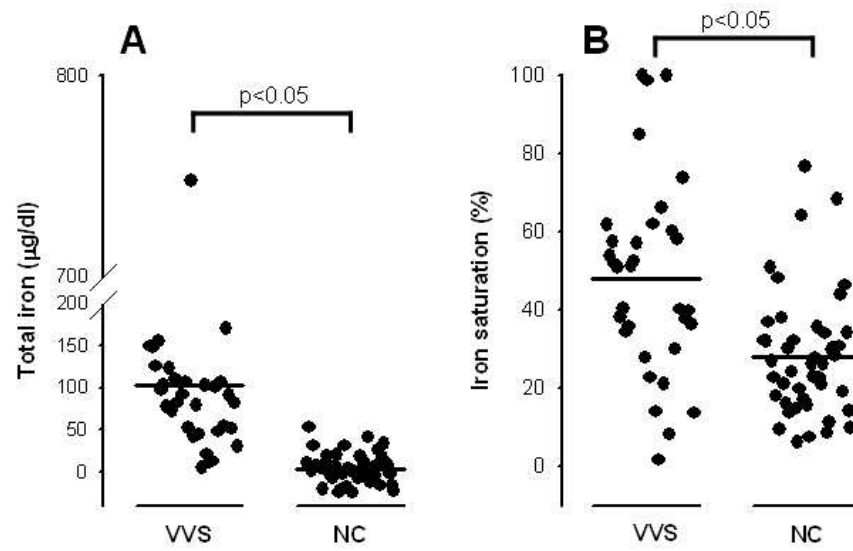 A
p<0.05
Total iron (µg/dl)
800
700
200
150
100
50
0
VVS NC
B
p<0.05
Iron saturation (%)
100
80
60
40
20
0
VVS NC